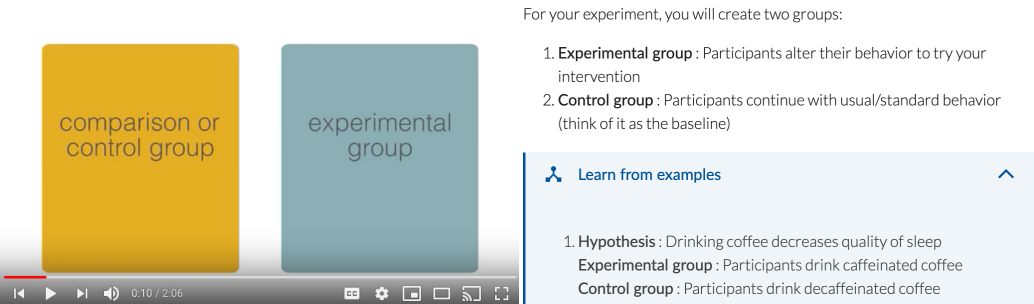 comparison or
control group
experimental
group
0:10 / 2:06
CC
For your experiment, you will create two groups:
1. Experimental group : Participants alter their behavior to try your
intervention
2. Control group : Participants continue with usual/standard behavior
(think of it as the baseline)
Learn from examples
1. Hypothesis : Drinking coffee decreases quality of sleep
Experimental group : Participants drink caffeinated coffee
Control group : Participants drink decaffeinated coffee